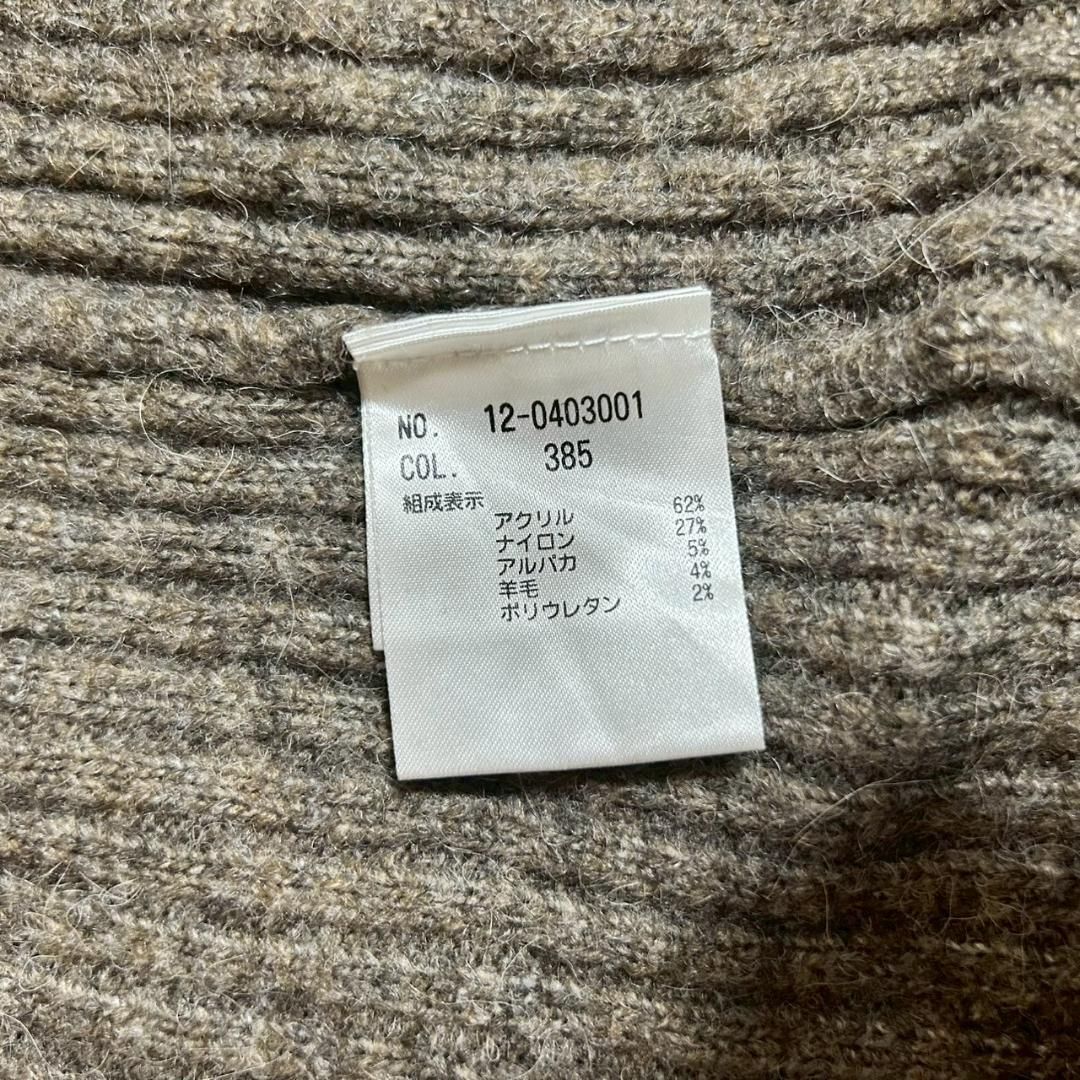 NO. 12-0403001
COL. 385
組成表示
アクリル 62%
ナイロン 27%
アルパカ 5%
羊毛 4%
ポリウレタン 2%